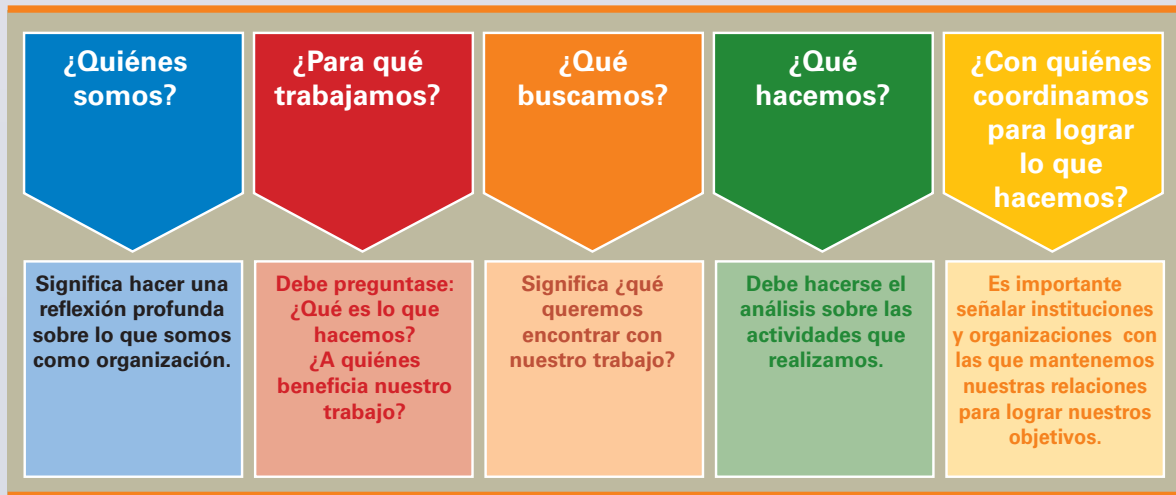 ¿Quiénes
somos?
¿Para qué
trabajamos?
¿Qué
buscamos?
¿Qué
hacemos?
¿Con quiénes
coordinamos
para lograr
lo que
hacemos?
Significa hacer una
reflexión profunda
sobre lo que somos
como organización.
Debe preguntase:
¿Qué es lo que
hacemos?
¿A quiénes
beneficia nuestro
trabajo?
Significa ¿qué
queremos
encontrar con
nuestro trabajo?
Debe hacerse el
análisis sobre las
actividades que
realizamos.
Es importante
señalar instituciones
y organizaciones con
las que mantenemos
nuestras relaciones
para lograr nuestros
objetivos.